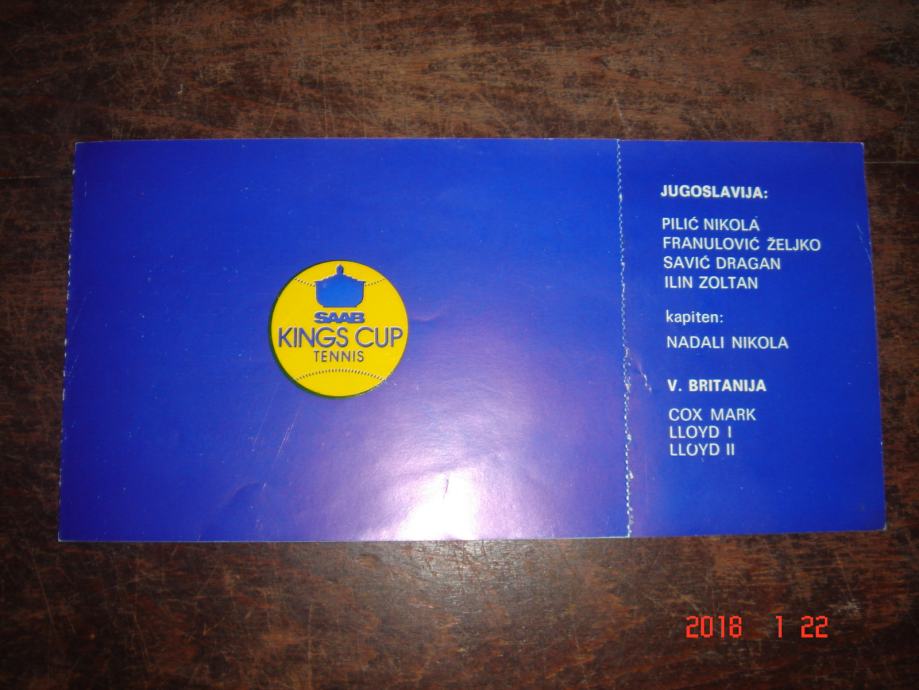 SAAB
KINGS CUP
TENNIS
JUGOSLAVIJA:
PILIĆ NIKOLA
FRANULOVIĆ ŽELJKO
SAVIĆ DRAGAN
ILIN ZOLTAN
kapiten:
NADALI NIKOLA
V. BRITANIJA
COX MARK
LLOYD I
LLOYD II
2018 1 22